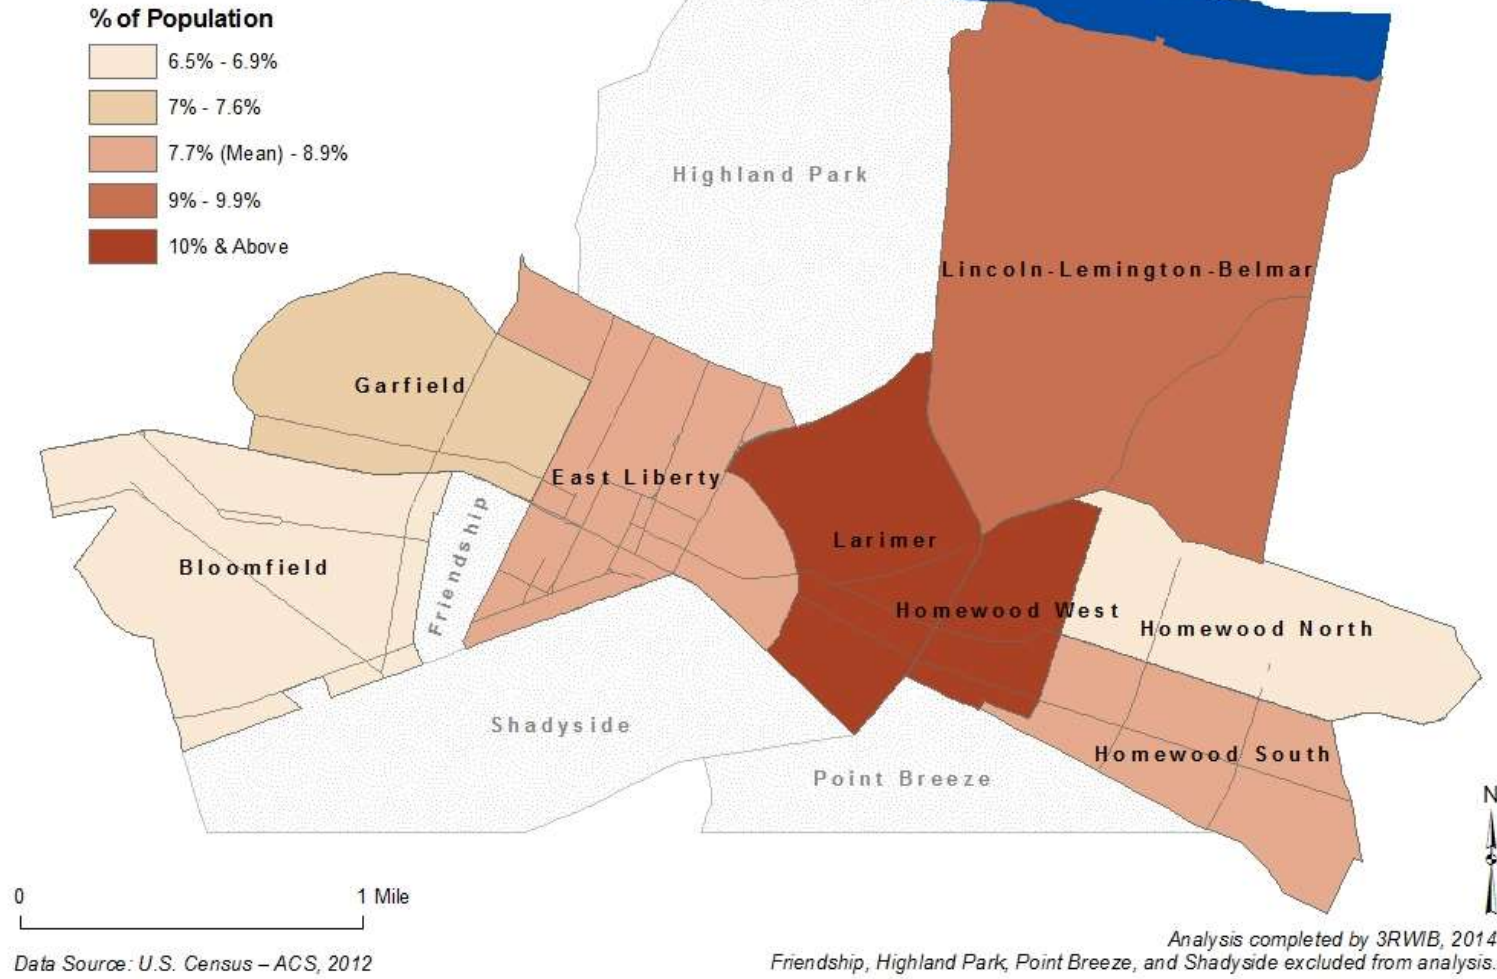 % of Population
6.5% - 6.9%
7% - 7.6%
7.7% (Mean) - 8.9%
9% - 9.9%
10% & Above
Highland Park
Lincoln-Lemington-Belmar
Garfield
East Liberty
Larimer
Bloomfield
Friendship
Homewood West
Homewood North
Shadyside
Homewood South
Point Breeze
N
0 1 Mile
Analysis completed by 3RWIB, 2014
Data Source: U.S. Census – ACS, 2012
Friendship, Highland Park, Point Breeze, and Shadyside excluded from analysis.